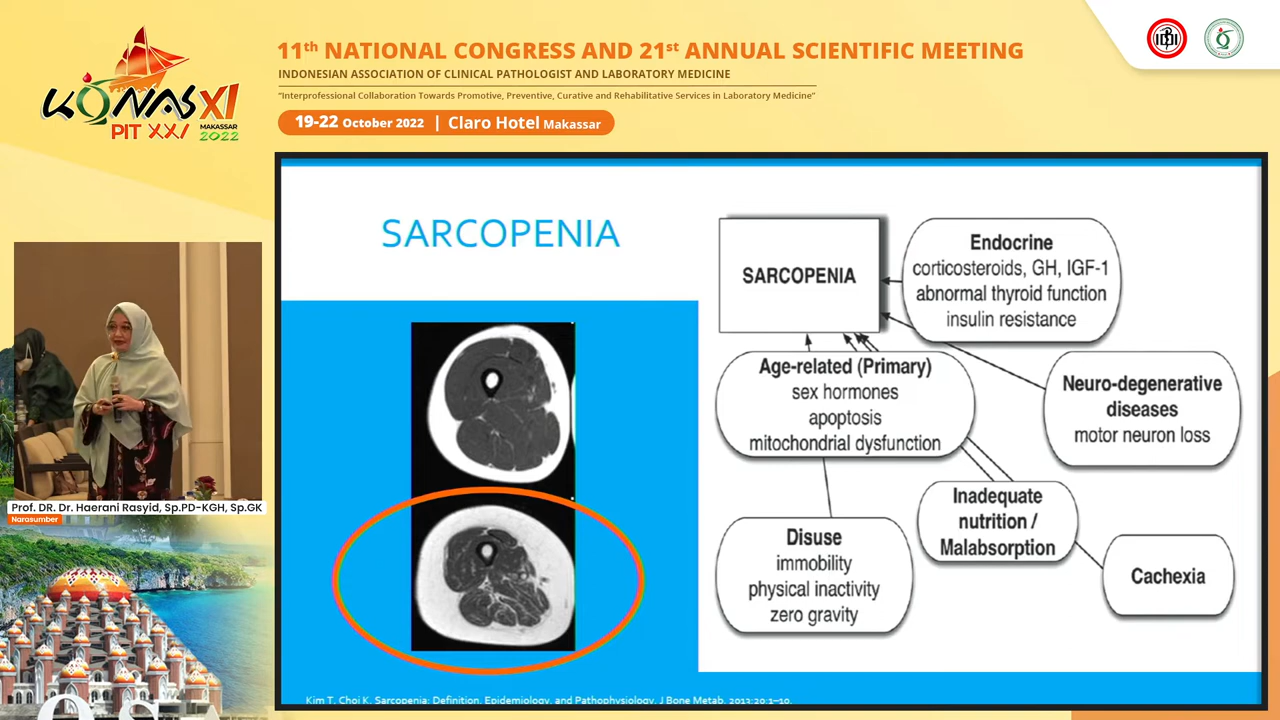 11th NATIONAL CONGRESS AND 21st ANNUAL SCIENTIFIC MEETING
INDONESIAN ASSOCIATION OF CLINICAL PATHOLOGIST AND LABORATORY MEDICINE
"Interprofessional Collaboration Towards Promotive, Preventive, Curative and Rehabilitative Services in Laboratory Medicine"
19-22 October 2022 | Claro Hotel Makassar
KONAS XI
PIT XXI
MAKASSAR
2022
IDI
SARCOPENIA
SARCOPENIA
Endocrine
corticosteroids, GH, IGF-1
abnormal thyroid function
insulin resistance
Age-related (Primary)
sex hormones
apoptosis
mitochondrial dysfunction
Neuro-degenerative
diseases
motor neuron loss
Inadequate
nutrition /
Malabsorption
Disuse
immobility
physical inactivity
zero gravity
Cachexia
Kim T, Choi K. Sarcopenia: Definition, Epidemiology, and Pathophysiology. J Bone Metab. 2013;20:1–10.
Prof. DR. Dr. Haerani Rasyid, Sp.PD-KGH, Sp.GK
Narasumber